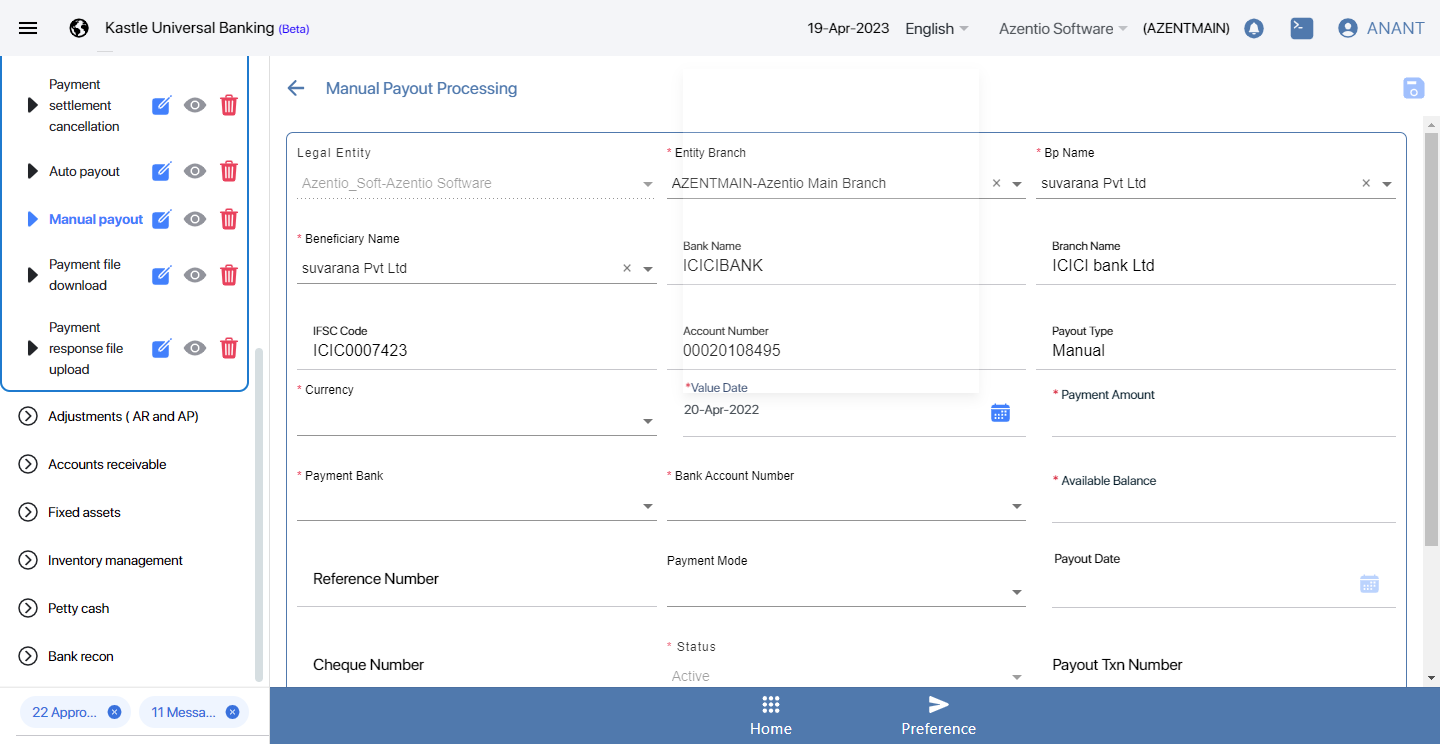 Kastle Universal Banking (Beta)
19-Apr-2023
English
Azentio Software
(AZENTMAIN)
ANANT
Payment
settlement
cancellation
Auto payout
Manual payout
Payment file
download
Payment
response file
upload
Adjustments ( AR and AP)
Accounts receivable
Fixed assets
Inventory management
Petty cash
Bank recon
22 Appro...
11 Messa...
Manual Payout Processing
Legal Entity
Azentio_Soft-Azentio Software
* Entity Branch
AZENTMAIN-Azentio Main Branch
* Bp Name
suvarana Pvt Ltd
* Beneficiary Name
suvarana Pvt Ltd
Bank Name
ICICIBANK
Branch Name
ICICI bank Ltd
IFSC Code
ICIC0007423
Account Number
00020108495
Payout Type
Manual
* Currency
*Value Date
20-Apr-2022
* Payment Amount
* Payment Bank
* Bank Account Number
* Available Balance
Reference Number
Payment Mode
Payout Date
Cheque Number
* Status
Active
Payout Txn Number
Home
Preference